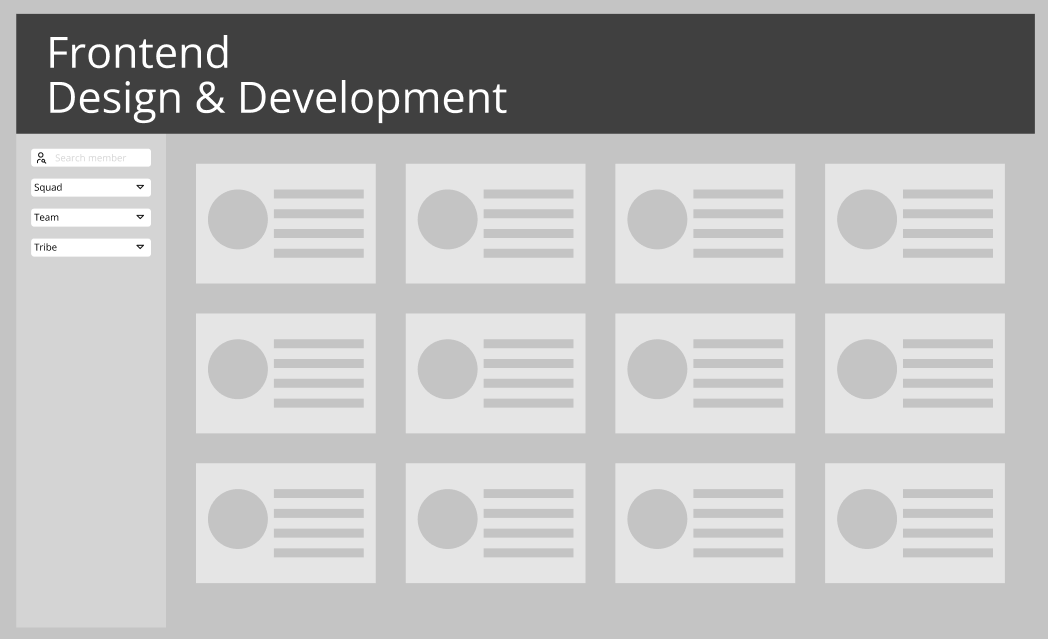 Frontend
Design & Development
Search member
Squad
Team
Tribe